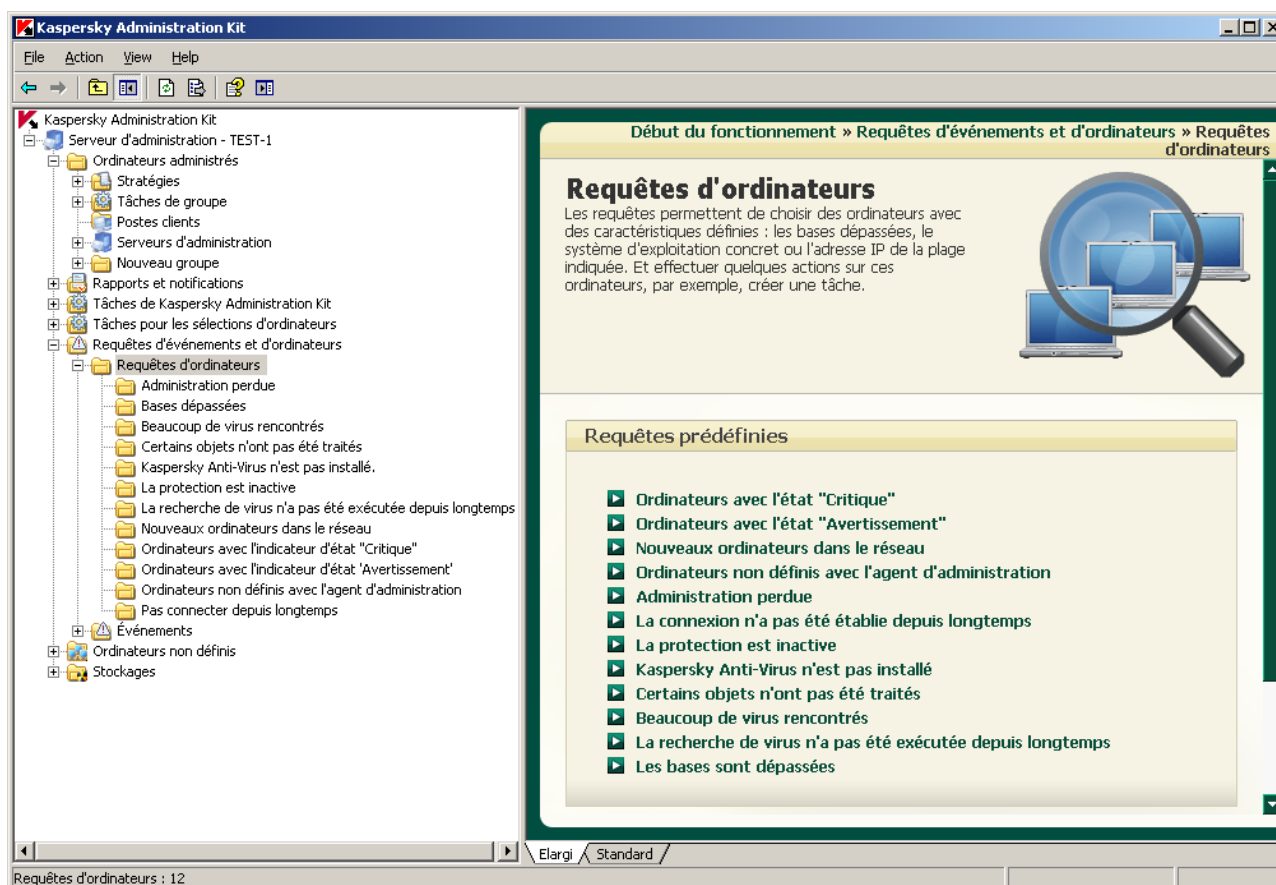 Kaspersky Administration Kit
File Action View Help
Kaspersky Administration Kit
Serveur d'administration - TEST-1
Ordinateurs administrés
Stratégies
Tâches de groupe
Postes clients
Serveurs d'administration
Nouveau groupe
Rapports et notifications
Tâches de Kaspersky Administration Kit
Tâches pour les sélections d'ordinateurs
Requêtes d'événements et d'ordinateurs
Requêtes d'ordinateurs
Administration perdue
Bases dépassées
Beaucoup de virus rencontrés
Certains objets n'ont pas été traités
Kaspersky Anti-Virus n'est pas installé.
La protection est inactive
La recherche de virus n'a pas été exécutée depuis longtemps
Nouveaux ordinateurs dans le réseau
Ordinateurs avec l'indicateur d'état "Critique"
Ordinateurs avec l'indicateur d'état 'Avertissement'
Ordinateurs non définis avec l'agent d'administration
Pas connecter depuis longtemps
Événements
Ordinateurs non définis
Stockages
Début du fonctionnement » Requêtes d'événements et d'ordinateurs » Requêtes
d'ordinateurs
Requêtes d'ordinateurs
Les requêtes permettent de choisir des ordinateurs avec
des caractéristiques définies : les bases dépassées, le
système d'exploitation concret ou l'adresse IP de la plage
indiquée. Et effectuer quelques actions sur ces
ordinateurs, par exemple, créer une tâche.
Requêtes prédéfinies
Ordinateurs avec l'état "Critique"
Ordinateurs avec l'état "Avertissement"
Nouveaux ordinateurs dans le réseau
Ordinateurs non définis avec l'agent d'administration
Administration perdue
La connexion n'a pas été établie depuis longtemps
La protection est inactive
Kaspersky Anti-Virus n'est pas installé
Certains objets n'ont pas été traités
Beaucoup de virus rencontrés
La recherche de virus n'a pas été exécutée depuis longtemps
Les bases sont dépassées
Elargi Standard
Requêtes d'ordinateurs : 12